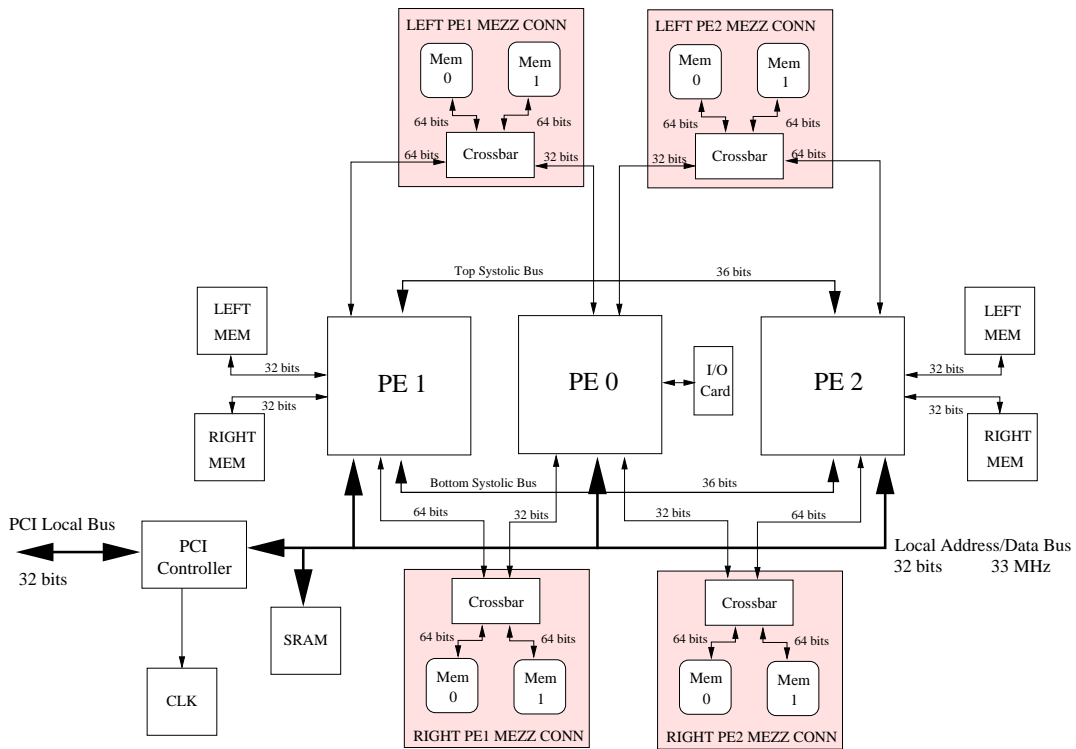 LEFT PE1 MEZZ CONN
LEFT PE2 MEZZ CONN
Mem
0
Mem
1
Mem
0
Mem
1
64 bits
64 bits
64 bits
64 bits
Crossbar
Crossbar
64 bits
32 bits
32 bits
64 bits
Top Systolic Bus
36 bits
LEFT
MEM
LEFT
MEM
32 bits
32 bits
PE 1
PE 0
I/O
Card
PE 2
32 bits
32 bits
RIGHT
MEM
RIGHT
MEM
Bottom Systolic Bus
36 bits
64 bits
32 bits
32 bits
64 bits
PCI Local Bus
32 bits
PCI
Controller
Local Address/Data Bus
32 bits
33 MHz
SRAM
CLK
Crossbar
Crossbar
64 bits
64 bits
64 bits
64 bits
Mem
0
Mem
1
Mem
0
Mem
1
RIGHT PE1 MEZZ CONN
RIGHT PE2 MEZZ CONN